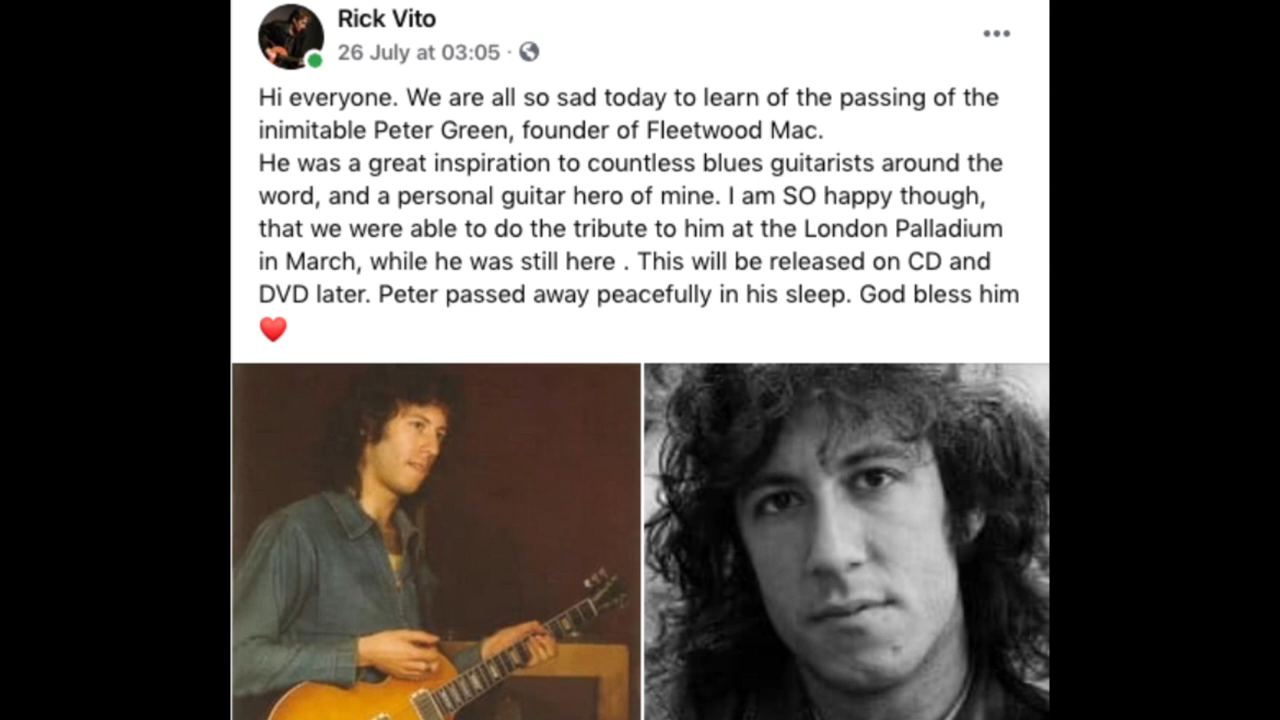 Rick Vito
26 July at 03:05 ·
Hi everyone. We are all so sad today to learn of the passing of the
inimitable Peter Green, founder of Fleetwood Mac.
He was a great inspiration to countless blues guitarists around the
word, and a personal guitar hero of mine. I am SO happy though,
that we were able to do the tribute to him at the London Palladium
in March, while he was still here . This will be released on CD and
DVD later. Peter passed away peacefully in his sleep. God bless him
❤️